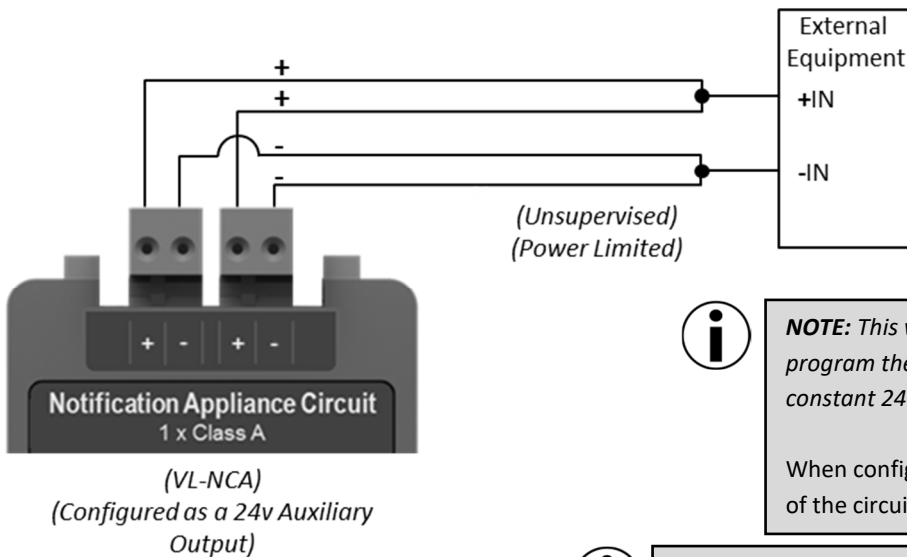 External
Equipment
+
+
+IN
-
-
-IN
(Unsupervised)
(Power Limited)
+ - + -
Notification Appliance Circuit
1 x Class A
(VL-NCA)
(Configured as a 24v Auxiliary
Output)
NOTE: This
program the
constant 24
When config
of the circui